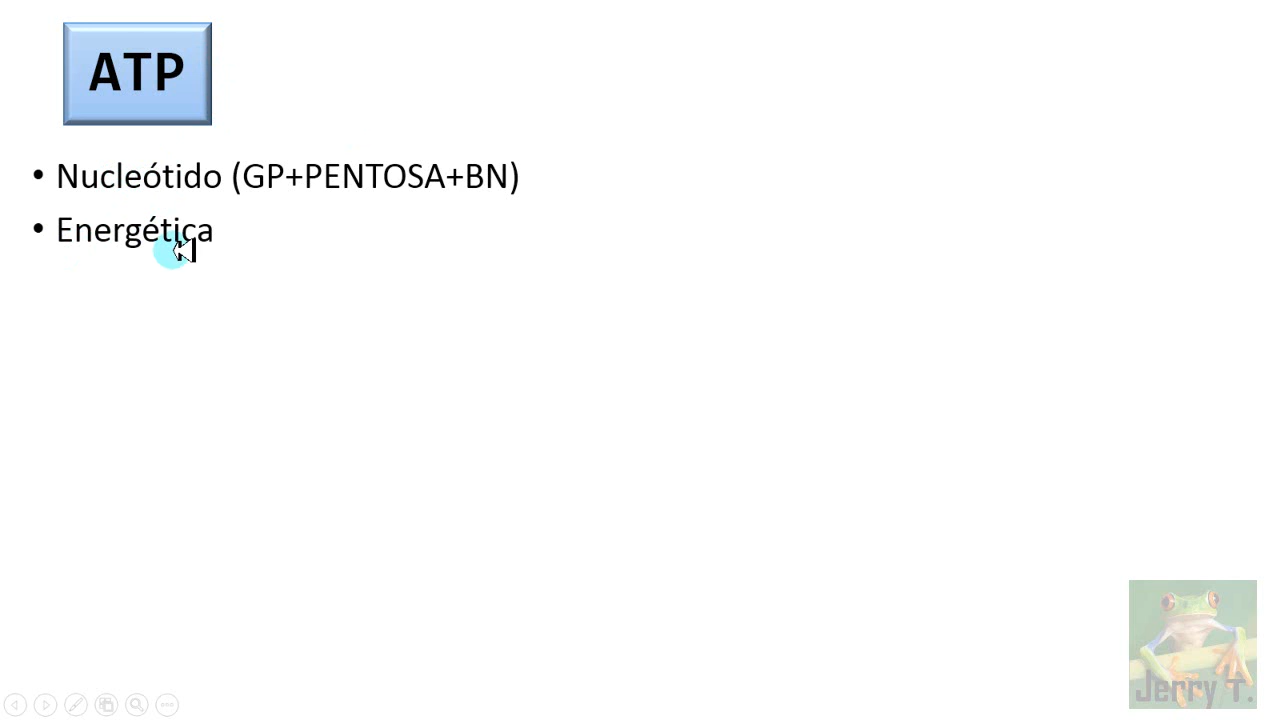 ATP
• Nucleótido (GP+PENTOSA+BN)
• Energética
Jerry T.